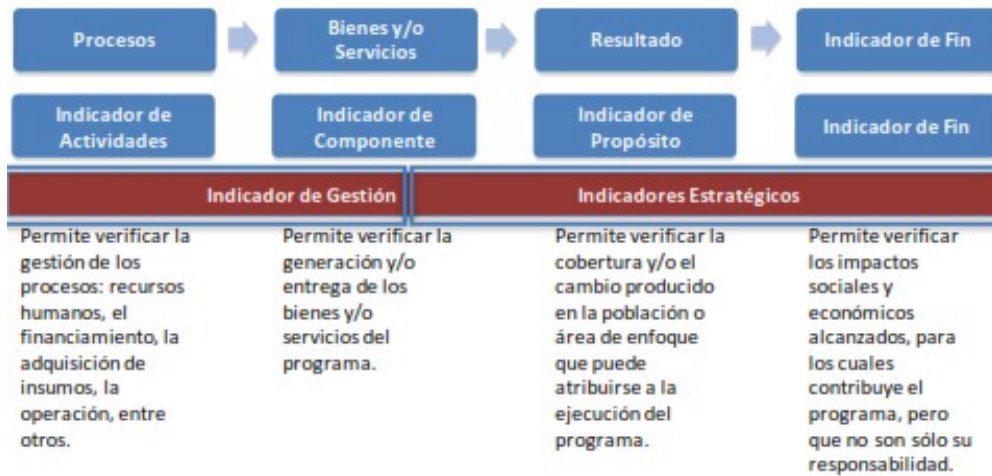 Procesos
Bienes y/o
Servicios
Resultado
Indicador de Fin
Indicador de
Actividades
Indicador de
Componente
Indicador de
Propósito
Indicador de Fin
Indicador de Gestión
Indicadores Estratégicos
Permite verificar la
gestión de los
procesos: recursos
humanos, el
financiamiento, la
adquisición de
insumos, la
operación, entre
otros.
Permite verificar la
generación y/o
entrega de los
bienes y/o
servicios del
programa.
Permite verificar la
cobertura y/o el
cambio producido
en la población o
área de enfoque
que puede
atribuirse a la
ejecución del
programa.
Permite verificar
los impactos
sociales y
económicos
alcanzados, para
los cuales
contribuye el
programa, pero
que no son sólo su
responsabilidad.